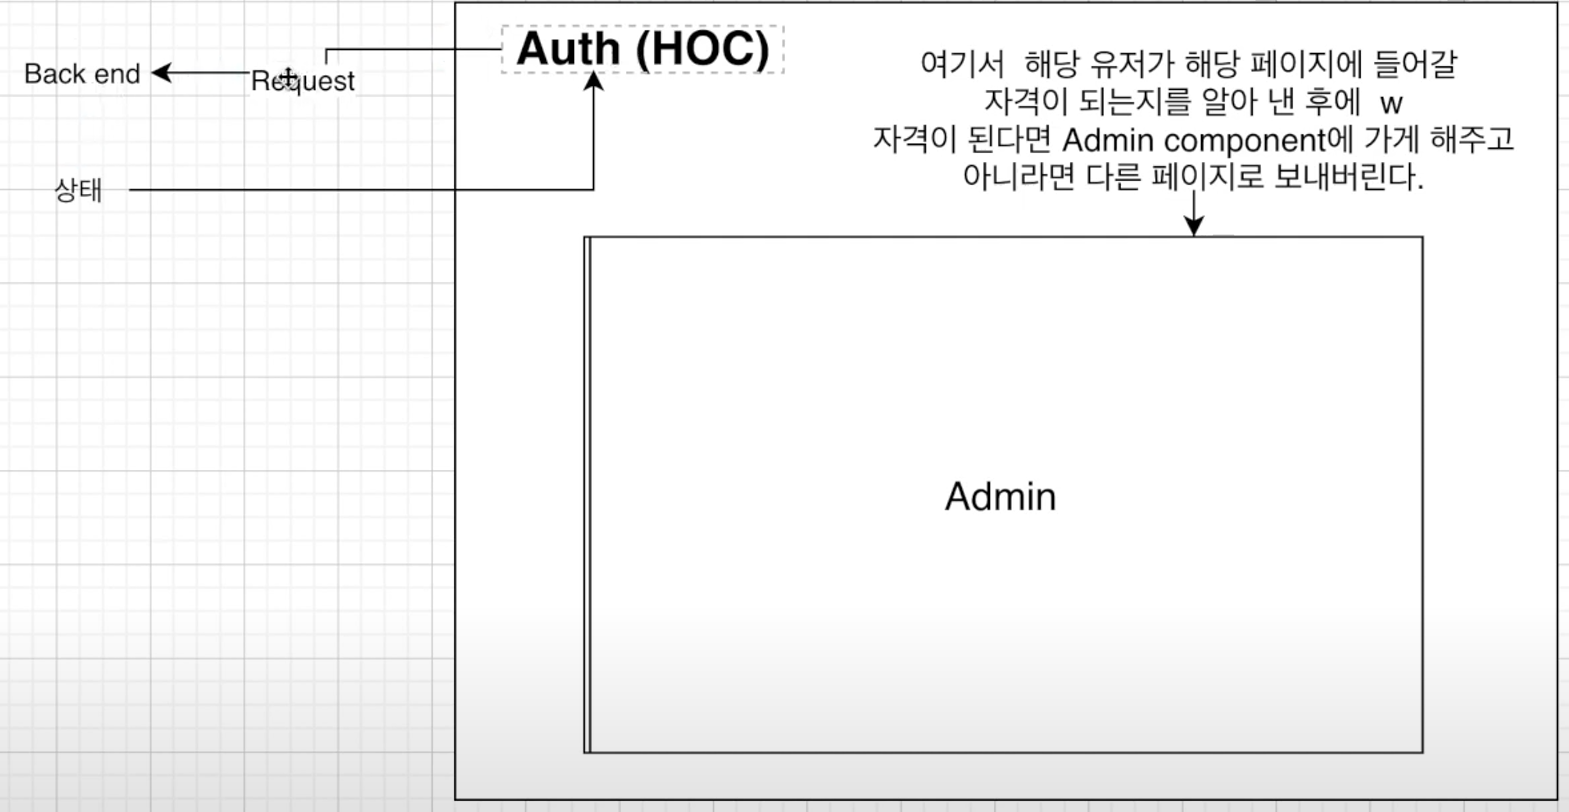 Auth (HOC)
Back end
Request
상태
여기서 해당 유저가 해당 페이지에 들어갈
자격이 되는지를 알아 낸 후에 w
자격이 된다면 Admin component에 가게 해주고
아니라면 다른 페이지로 보내버린다.
Admin